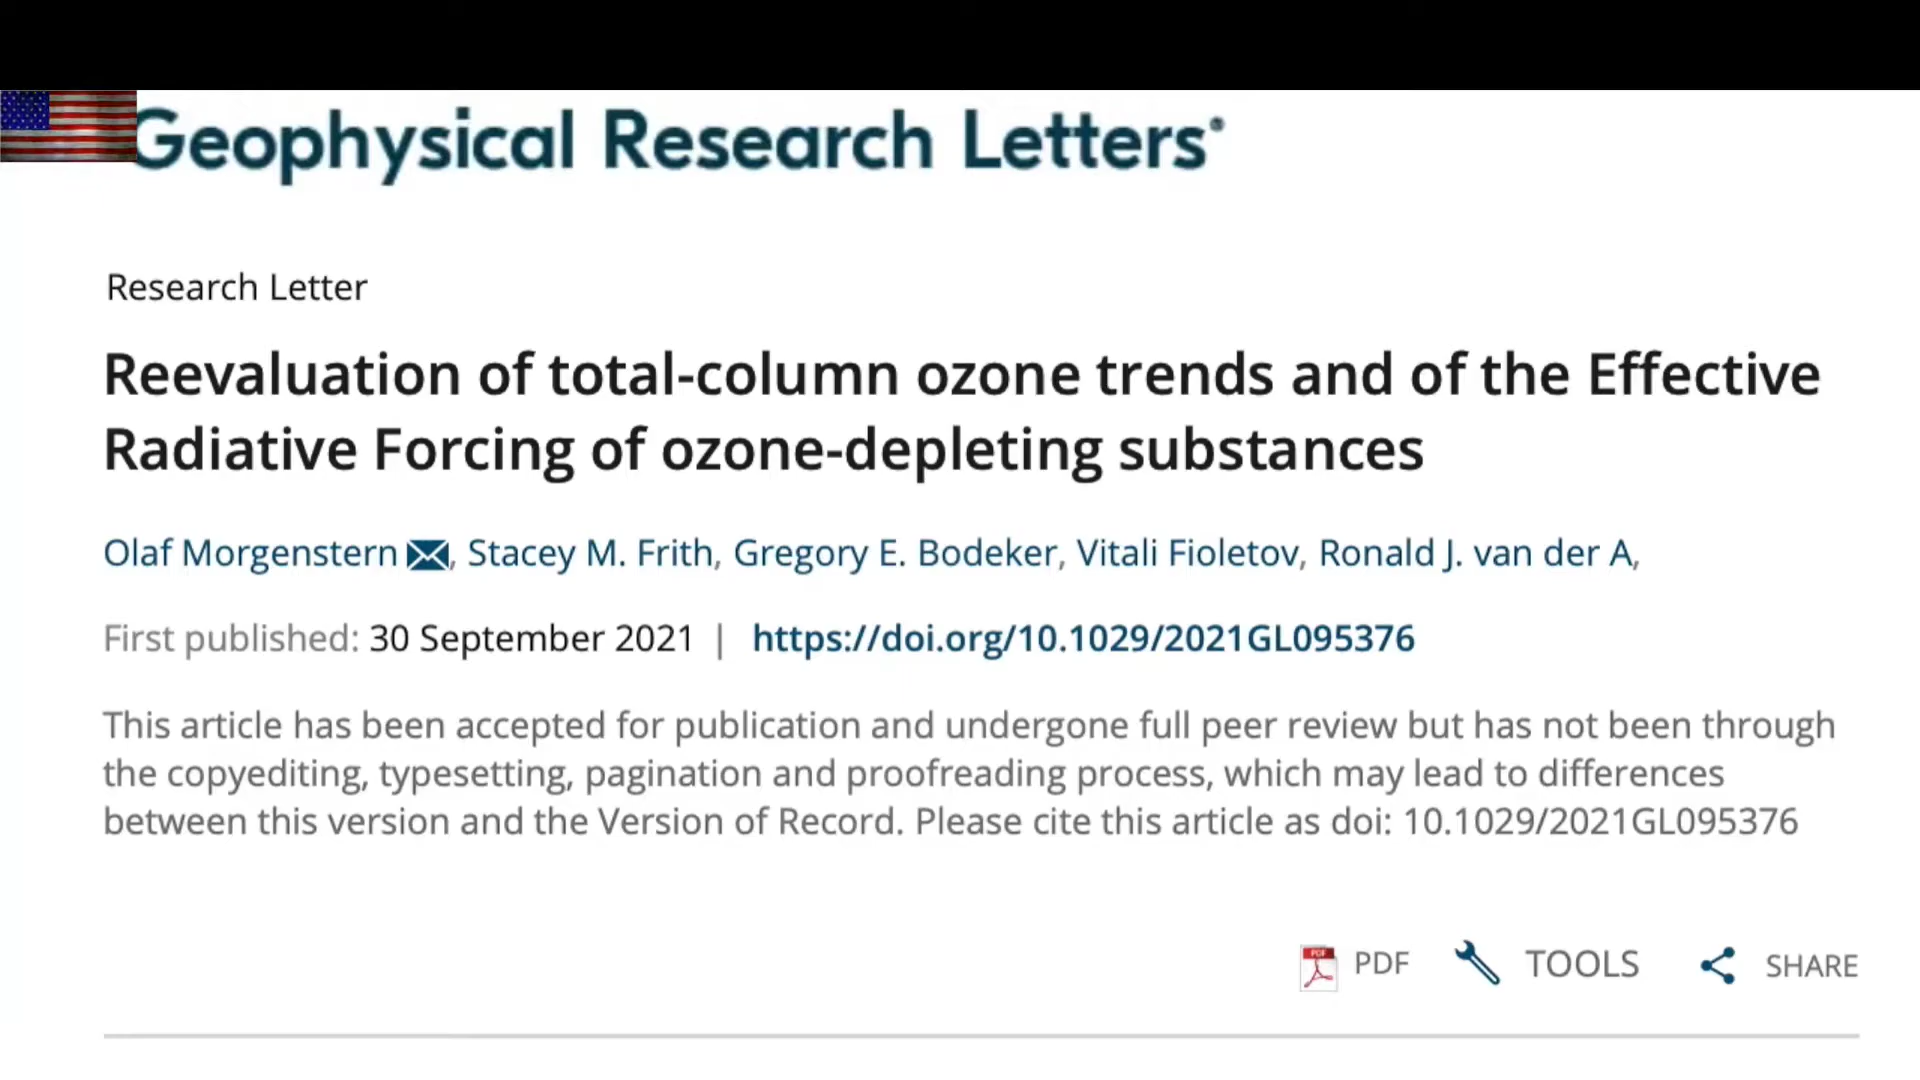 Geophysical Research Letters®
Research Letter
Reevaluation of total-column ozone trends and of the Effective
Radiative Forcing of ozone-depleting substances
Olaf Morgenstern, Stacey M. Frith, Gregory E. Bodeker, Vitali Fioletov, Ronald J. van der A,
First published: 30 September 2021 | https://doi.org/10.1029/2021GL095376
This article has been accepted for publication and undergone full peer review but has not been through
the copyediting, typesetting, pagination and proofreading process, which may lead to differences
between this version and the Version of Record. Please cite this article as doi: 10.1029/2021GL095376
PDF PDF TOOLS SHARE